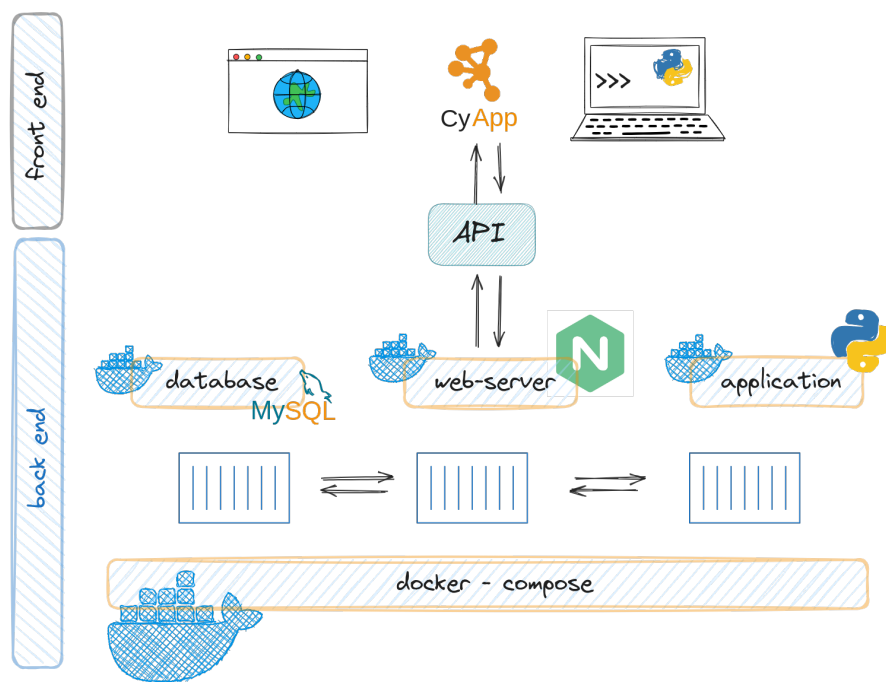 front end
>>>
CyApp
API
N
database
MySQL
web-server
application
back end
docker - compose